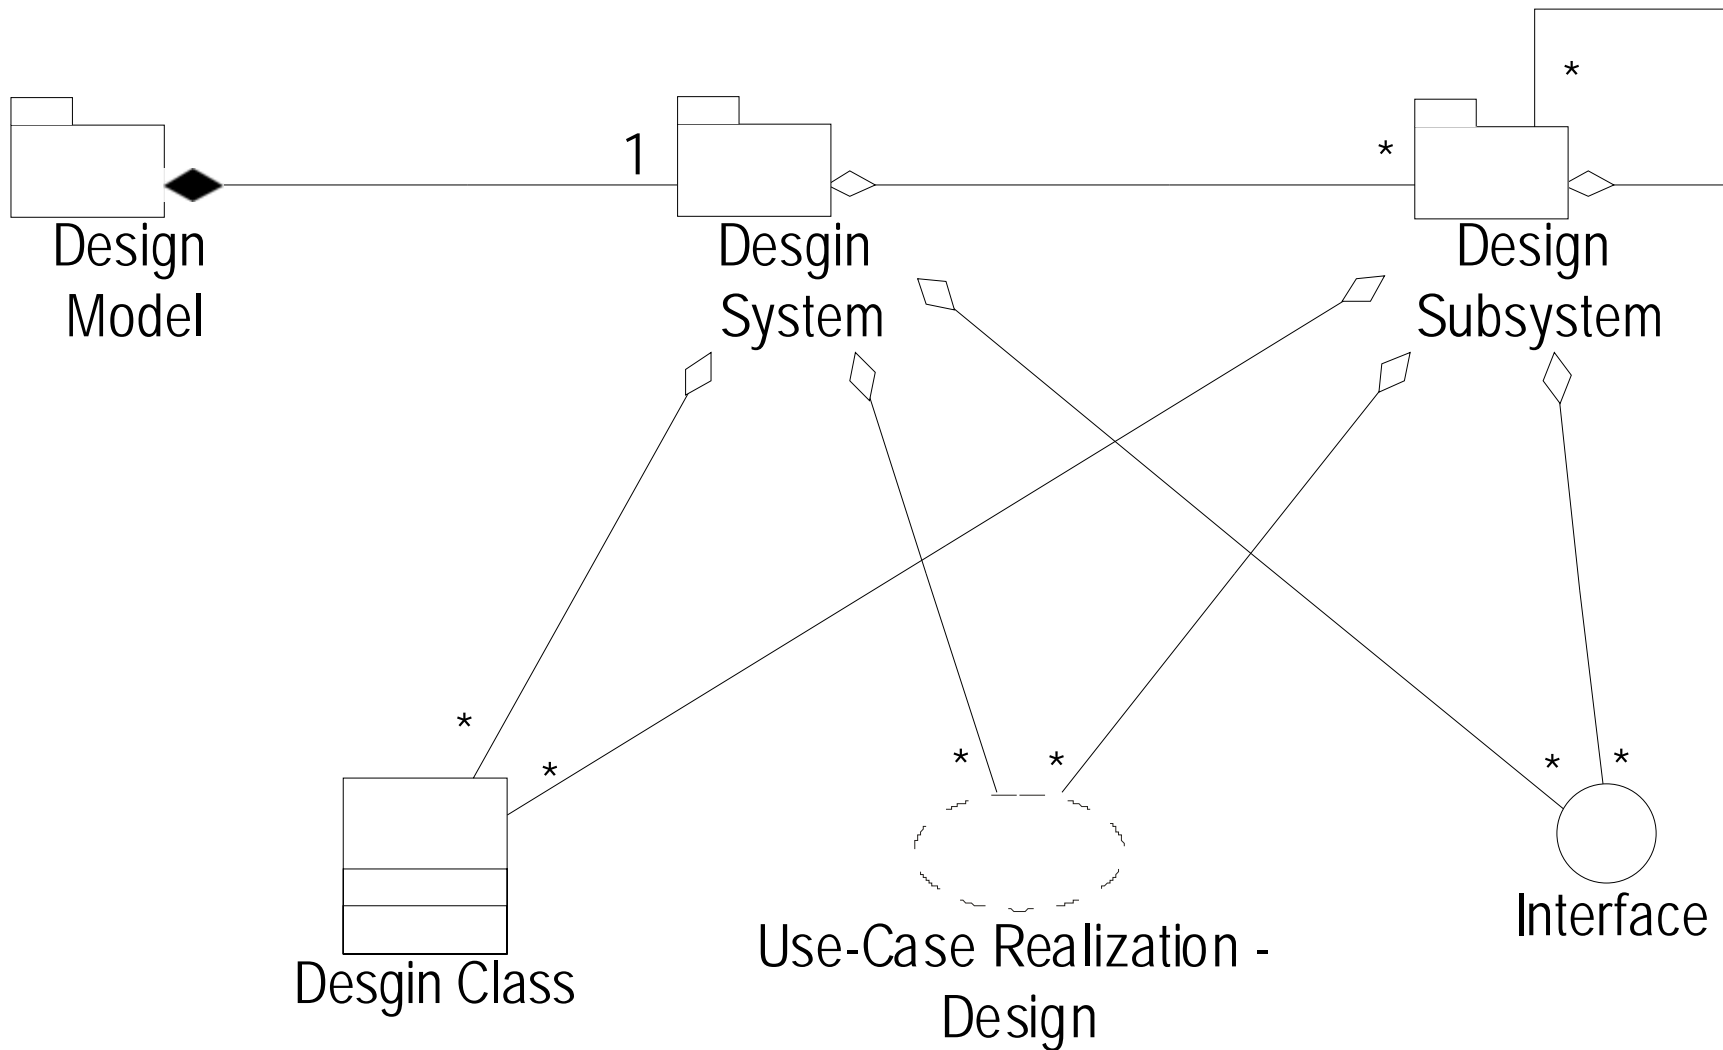 *
1
*
Design
Model
Desgin
System
Design
Subsystem
*
*
*
*
*
*
Desgin Class
Use-Case Realization -
Design
Interface